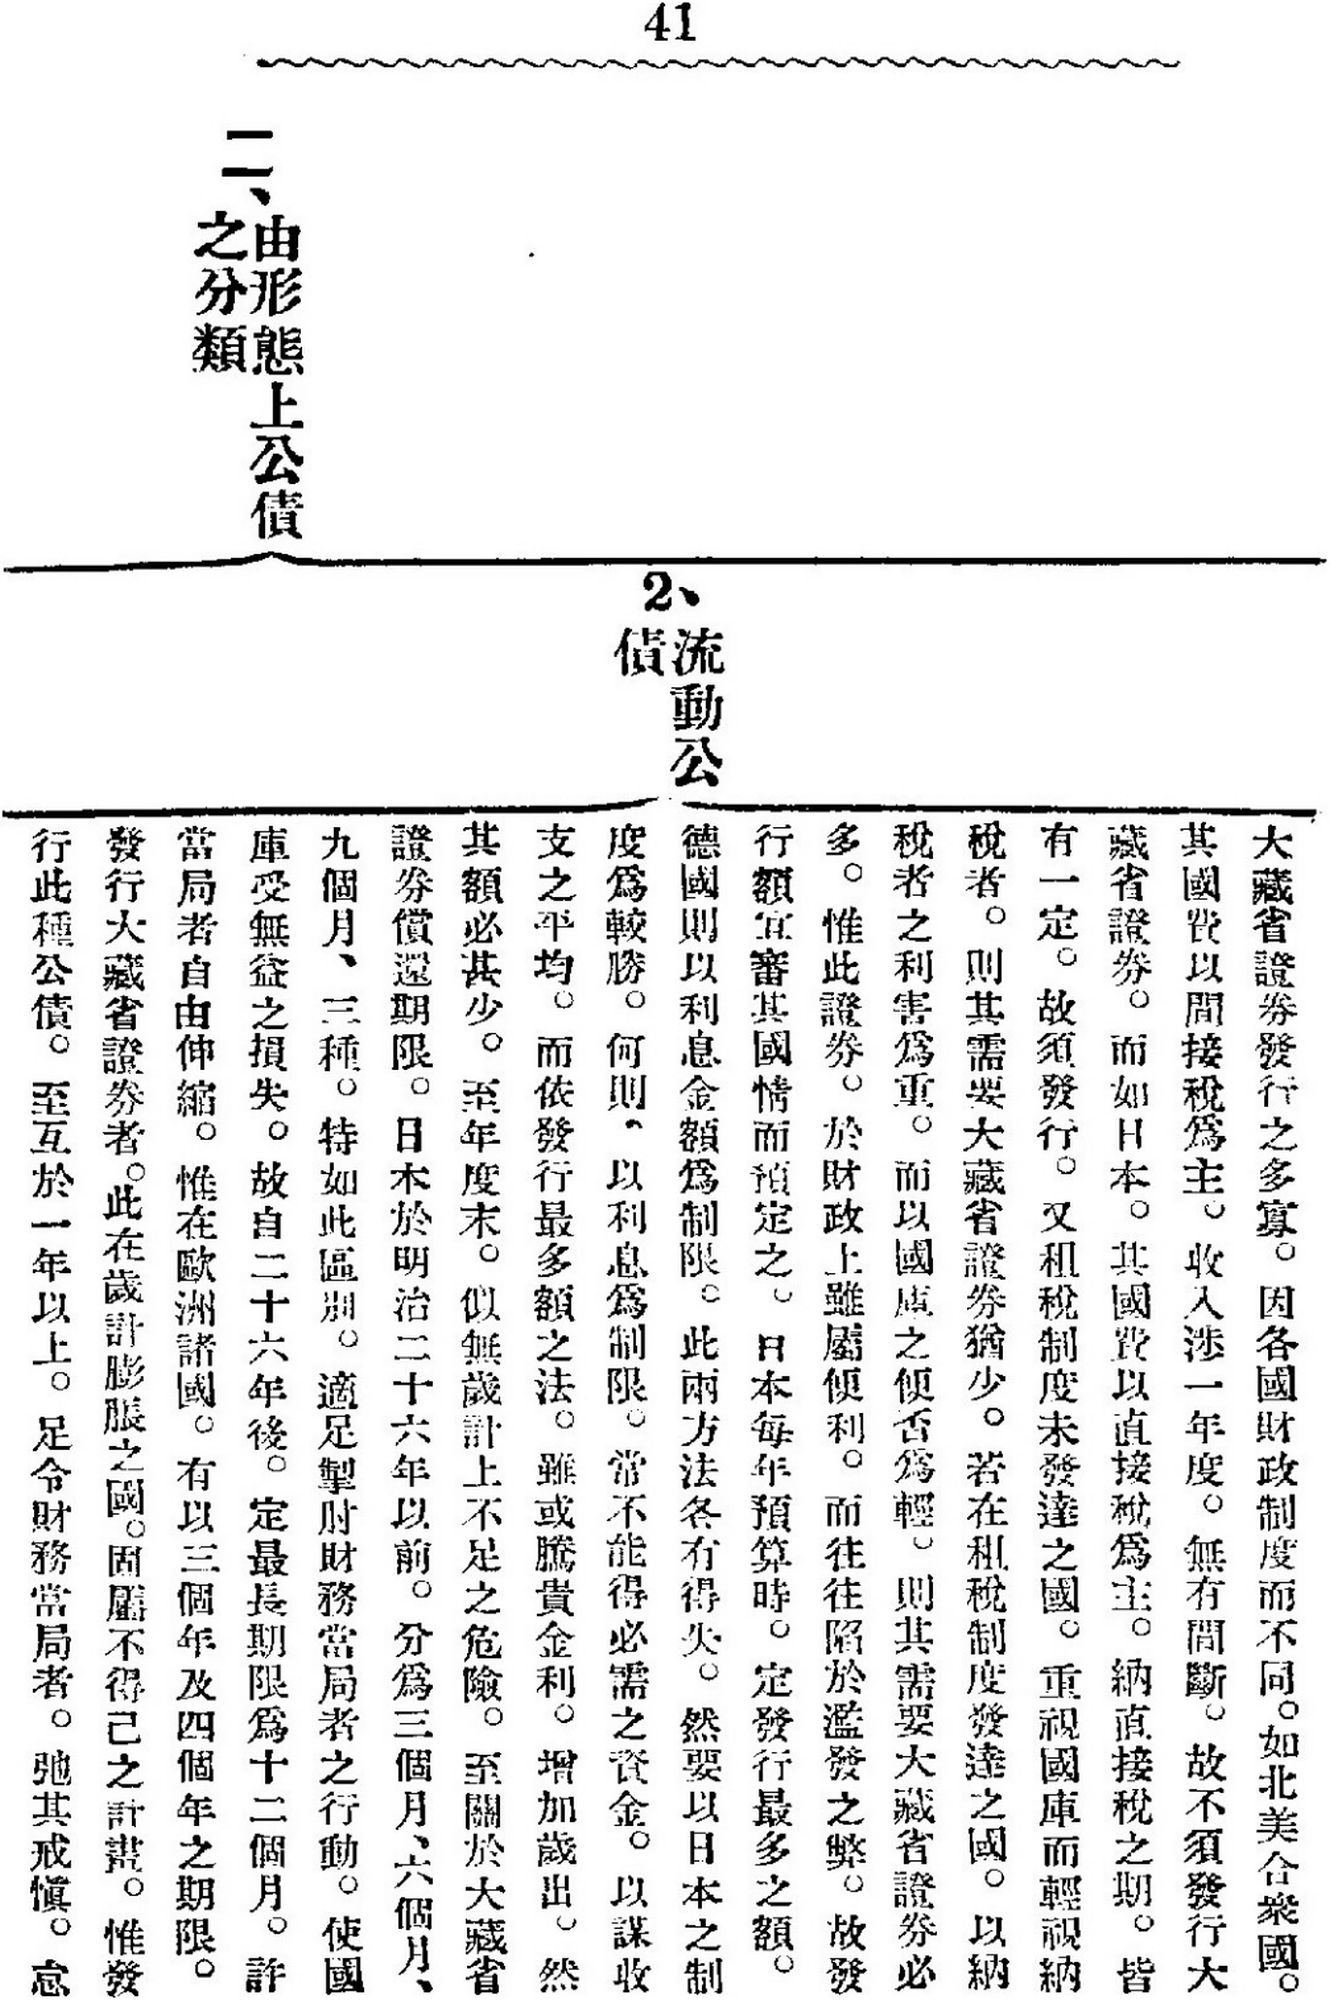 41
二、由形態上公債
之分類
2、流動公
債
大藏省證券發行之多寡。因各國財政制度而不同。如北美合衆國。
其國費以間接稅爲主。收入涉一年度。無有間斷。故不須發行大
藏省證券。而如日本。其國費以直接稅爲主。納直接稅之期。皆
有一定。故須發行。又租稅制度未發達之國。重視國庫而輕視納
稅者。則其需要大藏省證券猶少。若在租稅制度發達之國。以納
稅者之利害爲重。而以國庫之便否爲輕。則其需要大藏省證券必
多。惟此證券。於財政上雖屬便利。而往往陷於濫發之弊。故發
行額宜審其國情而預定之。日本每年預算時。定發行最多之額。
德國則以利息金額爲制限。此兩方法各有得失。然要以日本之制
度爲較勝。何則、以利息爲制限。常不能得必需之資金。以謀收
支之平均。而依發行最多額之法。雖或騰貴金利。增加歲出。然
其額必甚少。至年度末。似無歲計上不足之危險。至關於大藏省
證券償還期限。日木於明治二十六年以前。分爲三個月、六個月、
九個月、三種。特如此區別。適足掣肘財務當局者之行動。使國
庫受無益之損失。故自二十六年後。定最長期限爲十二個月。許
當局者自由伸縮。惟在歐洲諸國。有以三個年及四個年之期限。
發行大藏省證券者。此在歲計膨脹之國。固屬不得已之計畫。惟發
行此種公債。至互於一年以上。足令財務當局者。弛其戒愼。怠